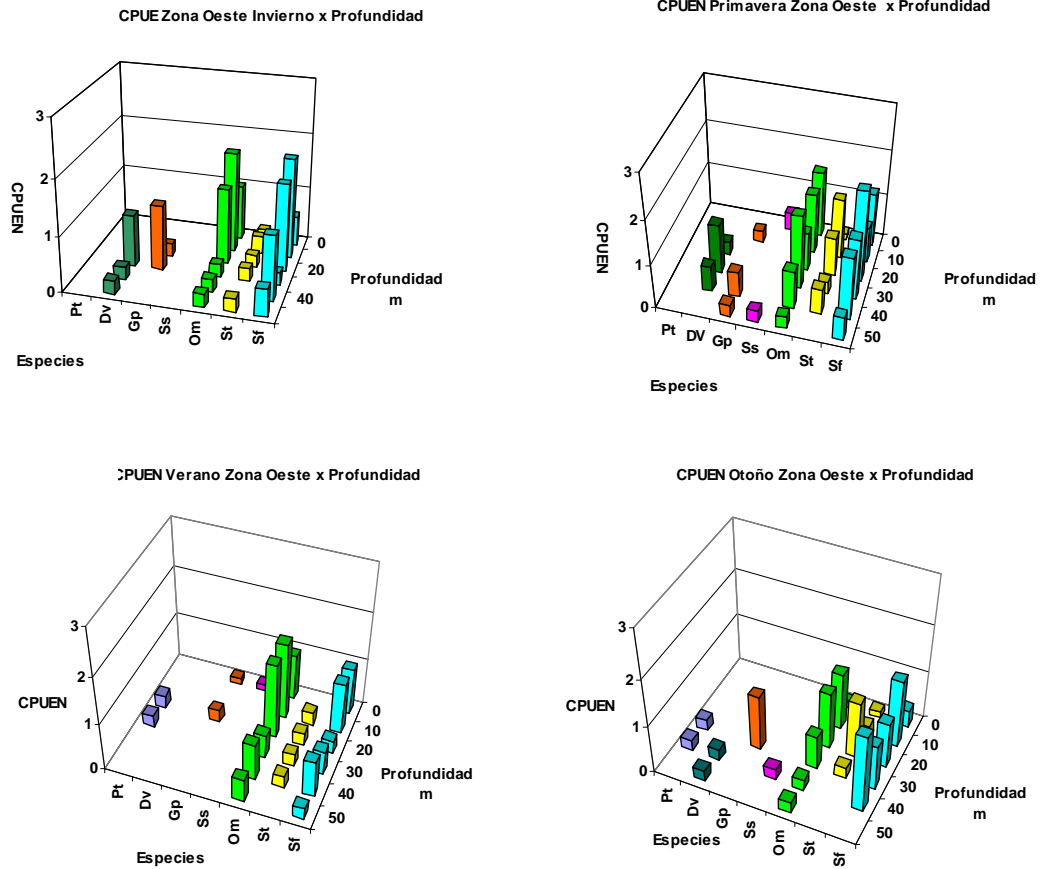 CPUE Zona Oeste Invierno x Profundidad
3
2
1
0
CPUEN
Pt
Dv
Gp
Ss
Om
St
Sf
0
20
40
Profundidad
m
Especies
CPUEN Primavera Zona Oeste x Profundidad
3
2
1
0
CPUEN
Pt
DV
Gp
Ss
Om
St
Sf
0
10
20
30
40
50
Profundidad
m
Especies
CPUEN Verano Zona Oeste x Profundidad
3
2
1
0
CPUEN
Pt
Dv
Gp
Ss
Om
St
Sf
0
10
20
30
40
50
Profundidad
m
Especies
CPUEN Otoño Zona Oeste x Profundidad
3
2
1
0
CPUEN
Pt
Dv
Gp
Ss
Om
St
Sf
0
10
20
30
40
50
Profundidad
m
Especies